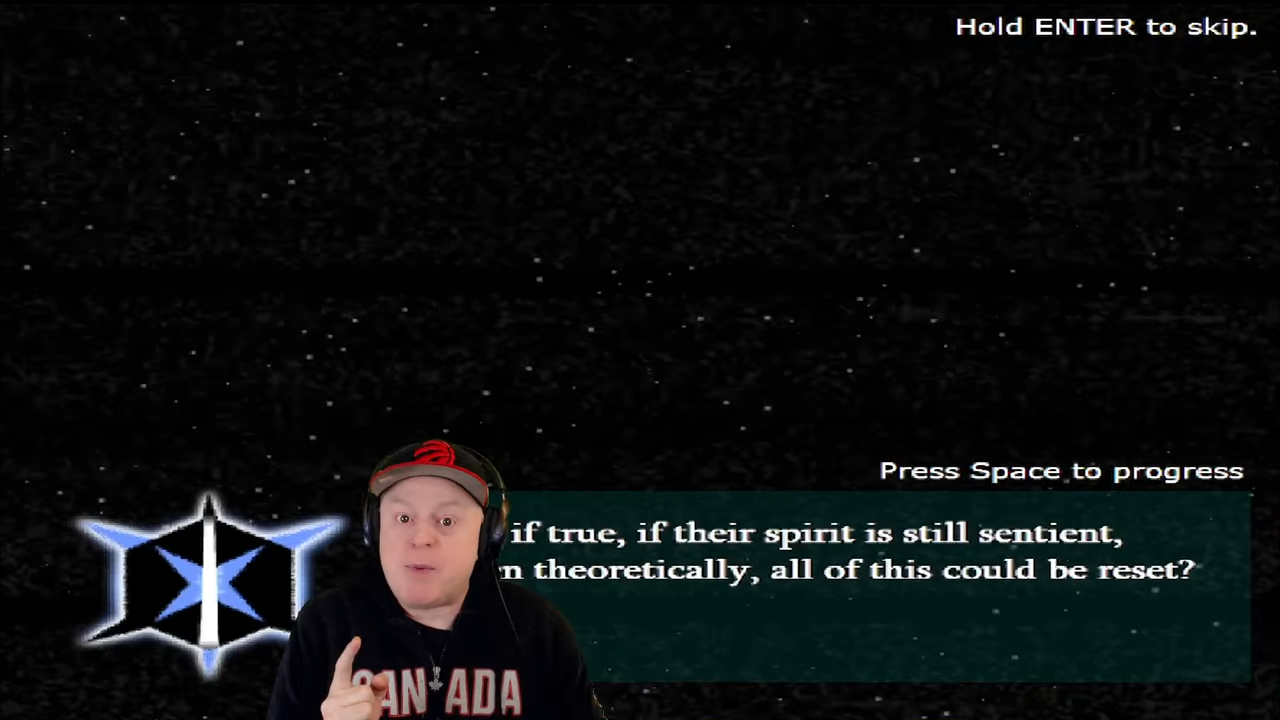 Hold ENTER to skip.
Press Space to progress
if true, if their spirit is still sentient,
theoretically, all of this could be reset?
CANADA